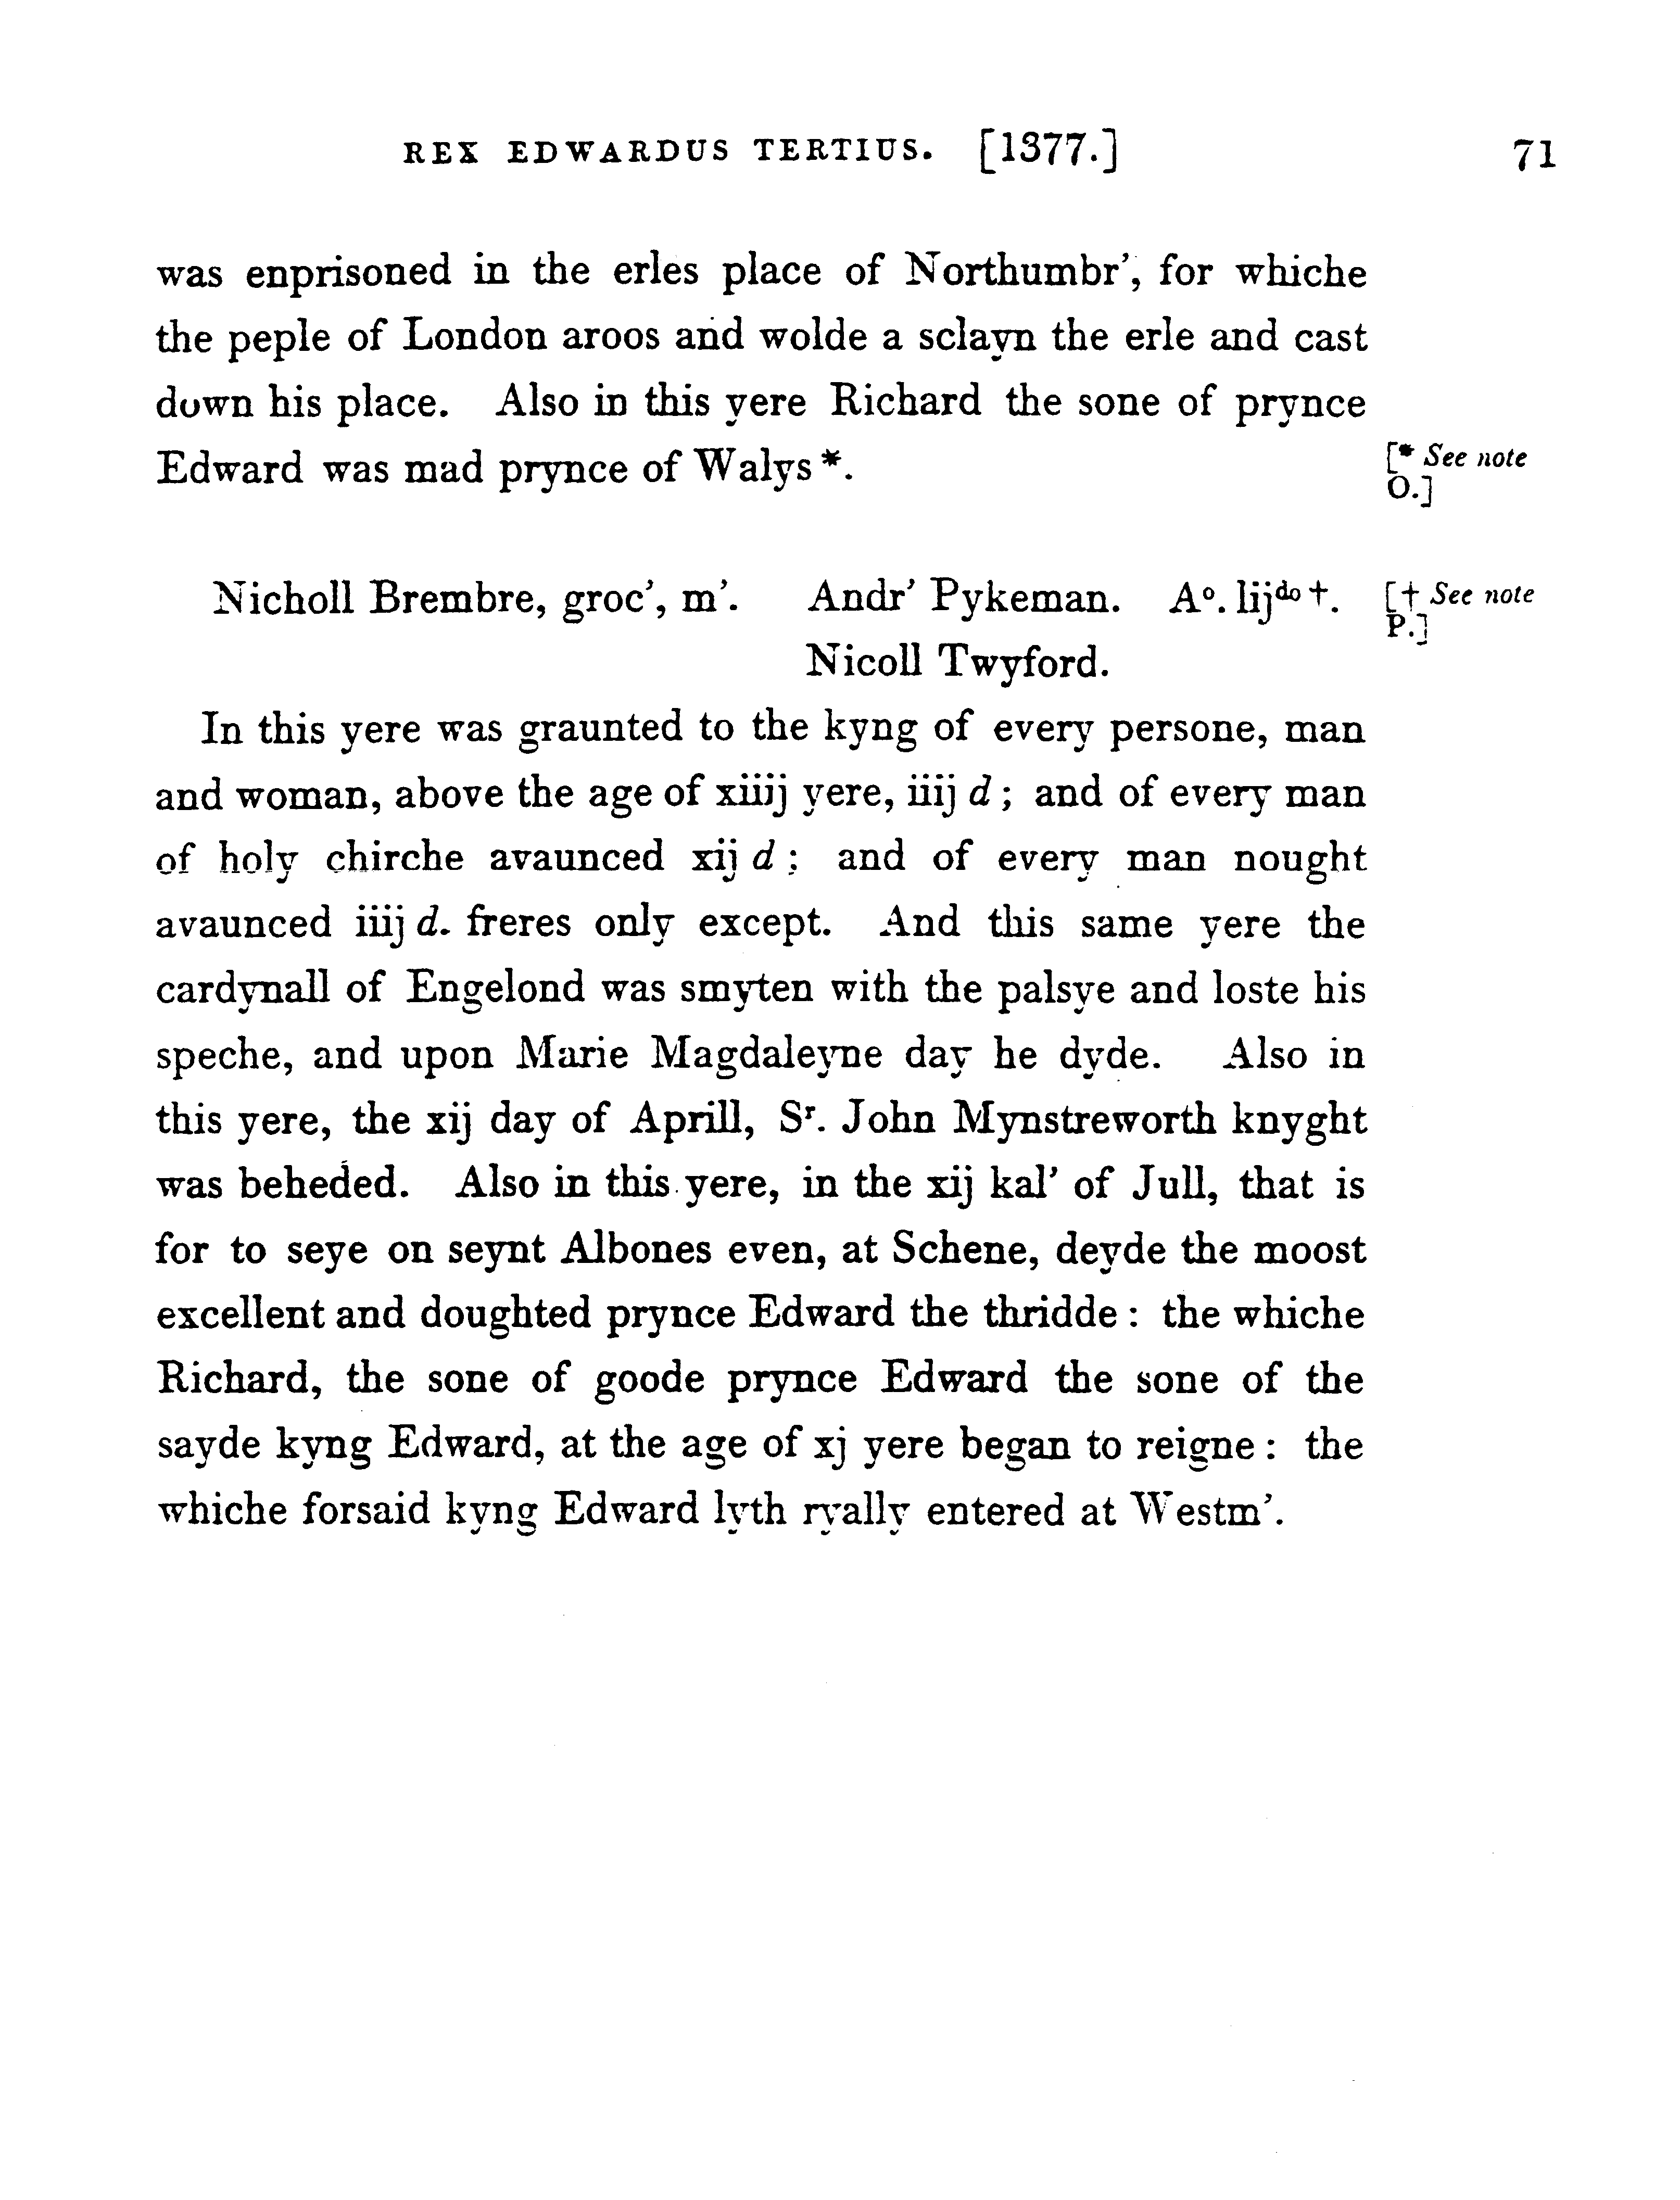 REX EDWARDUS TERTIUS. [1377.] 71
was enprisoned in the erles place of Northumbr', for whiche
the peple of London aroos and wolde a sclayn the erle and cast
down his place. Also in this yere Richard the sone of prynce
Edward was mad prynce of Walys *.
[* See note
O.]
Nicholl Brembre, groc', m'. Andr' Pykeman. Aº. lijdo †.
[† See note
P.]
Nicoll Twyford.
In this yere was graunted to the kyng of every persone, man
and woman, above the age of xiiij yere, iiij d; and of every man
of holy chirche avaunced xij d; and of every man nought
avaunced iiij d. freres only except. And this same yere the
cardynall of Engelond was smyten with the palsye and loste his
speche, and upon Marie Magdaleyne day he dyde. Also in
this yere, the xij day of Aprill, Sr. John Mynstreworth knyght
was beheded. Also in this yere, in the xij kal' of Jull, that is
for to seye on seynt Albones even, at Schene, deyde the moost
excellent and doughted prynce Edward the thridde : the whiche
Richard, the sone of goode prynce Edward the sone of the
sayde kyng Edward, at the age of xj yere began to reigne : the
whiche forsaid kyng Edward lyth ryally entered at Westm'.